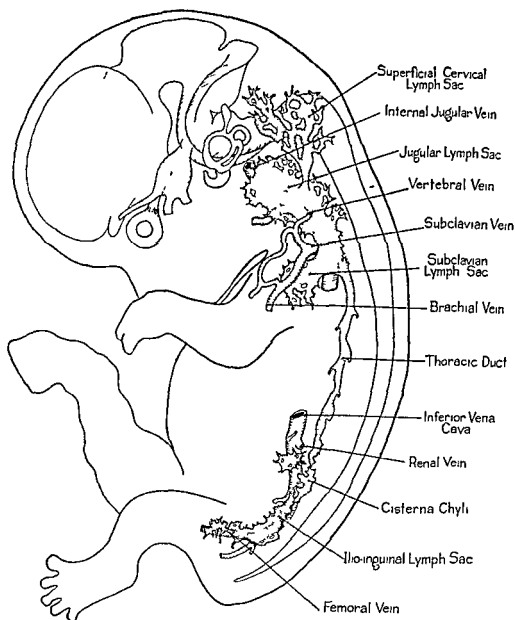 Superficial Cervical
Lymph Sac
Internal Jugular Vein
Jugular Lymph Sac
Vertebral Vein
Subclavian Vein
Subclavian
Lymph Sac
Brachial Vein
Thoracic Duct
Inferior Vena
Cava
Renal Vein
Cisterna Chyli
Ilio-inguinal Lymph Sac
Femoral Vein